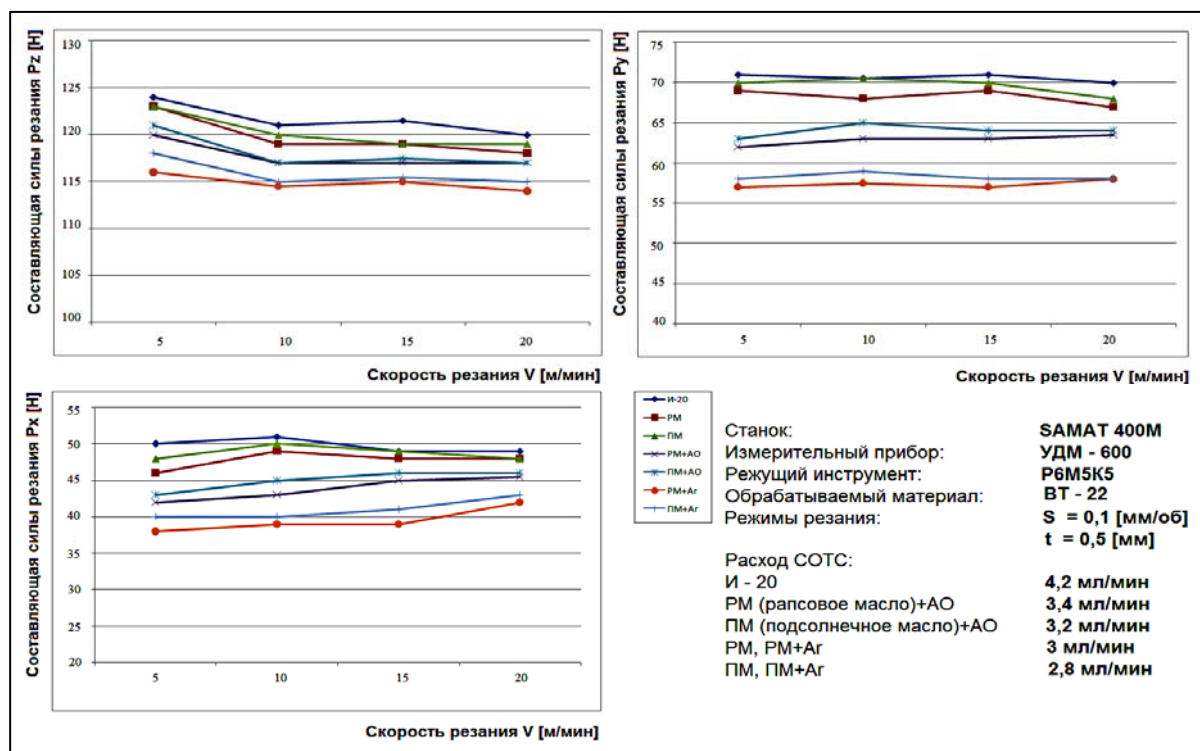 Составляющая силы резания Pz [Н]
130
125
120
115
110
105
100
5 10 15 20
Скорость резания V [м/мин]
Составляющая силы резания Py [Н]
75
70
65
60
55
50
45
40
5 10 15 20
Скорость резания V [м/мин]
Составляющая силы резания Px [Н]
55
50
45
40
35
30
25
20
5 10 15 20
Скорость резания V [м/мин]
И-20
РМ
ПМ
РМ+АО
ПМ+АО
РМ+Ar
ПМ+Ar
Станок: SAMAT 400М
Измерительный прибор: УДМ - 600
Режущий инструмент: Р6М5К5
Обрабатываемый материал: ВТ - 22
Режимы резания: S = 0,1 [мм/об]
t = 0,5 [мм]
Расход СОТС:
И - 20 4,2 мл/мин
РМ (рапсовое масло)+АО 3,4 мл/мин
ПМ (подсолнечное масло)+АО 3,2 мл/мин
РМ, РМ+Ar 3 мл/мин
ПМ, ПМ+Ar 2,8 мл/мин